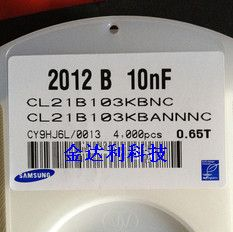 2012 B 10nF
CL21B103KBNC
CL21B103KBANNNC
CY9HJ6L/0013 4,000pcs 0.65T
金达利科技
SAMSUNG